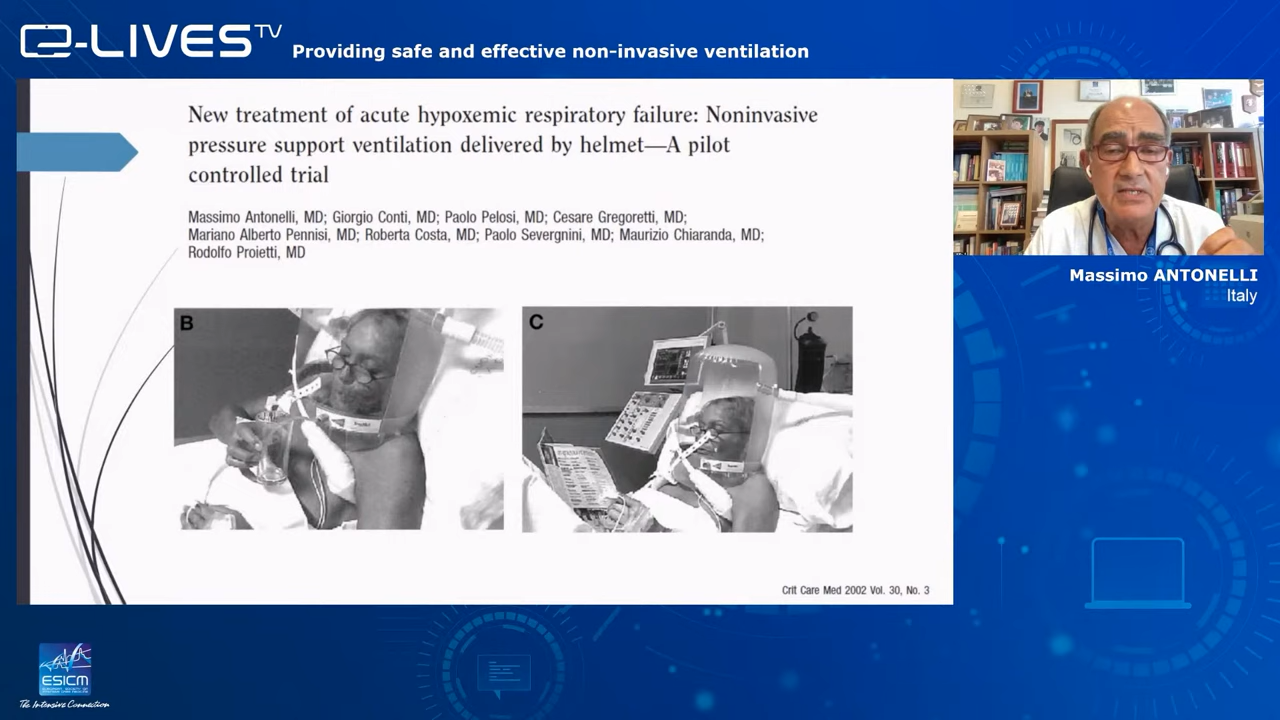 e-LIVES TV
Providing safe and effective non-invasive ventilation
New treatment of acute hypoxemic respiratory failure: Noninvasive
pressure support ventilation delivered by helmet—A pilot
controlled trial
Massimo Antonelli, MD; Giorgio Conti, MD; Paolo Pelosi, MD; Cesare Gregoretti, MD;
Mariano Alberto Pennisi, MD; Roberta Costa, MD; Paolo Severgnini, MD; Maurizio Chiaranda, MD;
Rodolfo Proietti, MD
B
C
Crit Care Med 2002 Vol. 30, No. 3
Massimo ANTONELLI
Italy
ESICM
The Intensive Connection